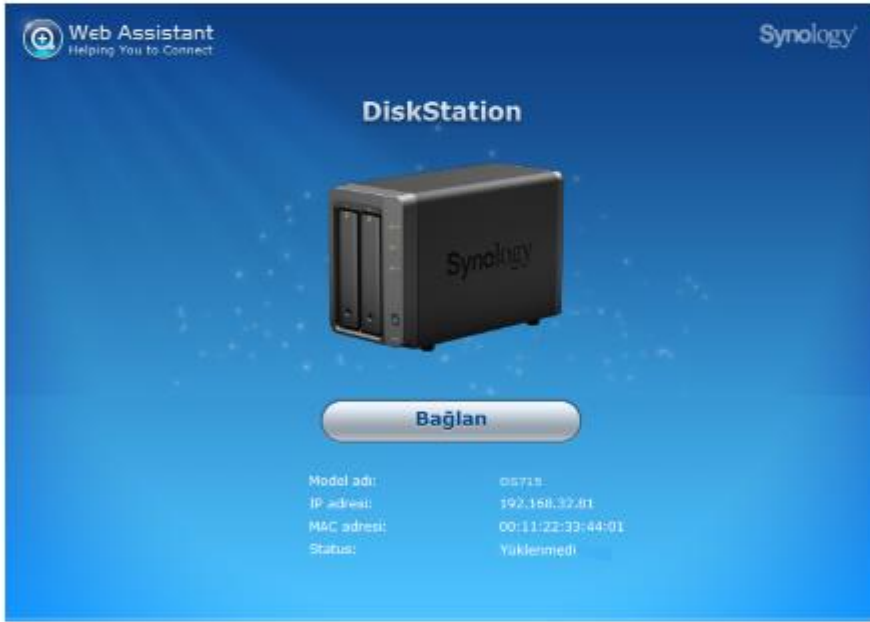 Web Assistant
Helping You to Connect
Synology
DiskStation
Synology
Bağlan
Model adı: DS715
IP adresi: 192.168.32.81
MAC adresi: 00:11:22:33:44:01
Status: Yüklenmedi